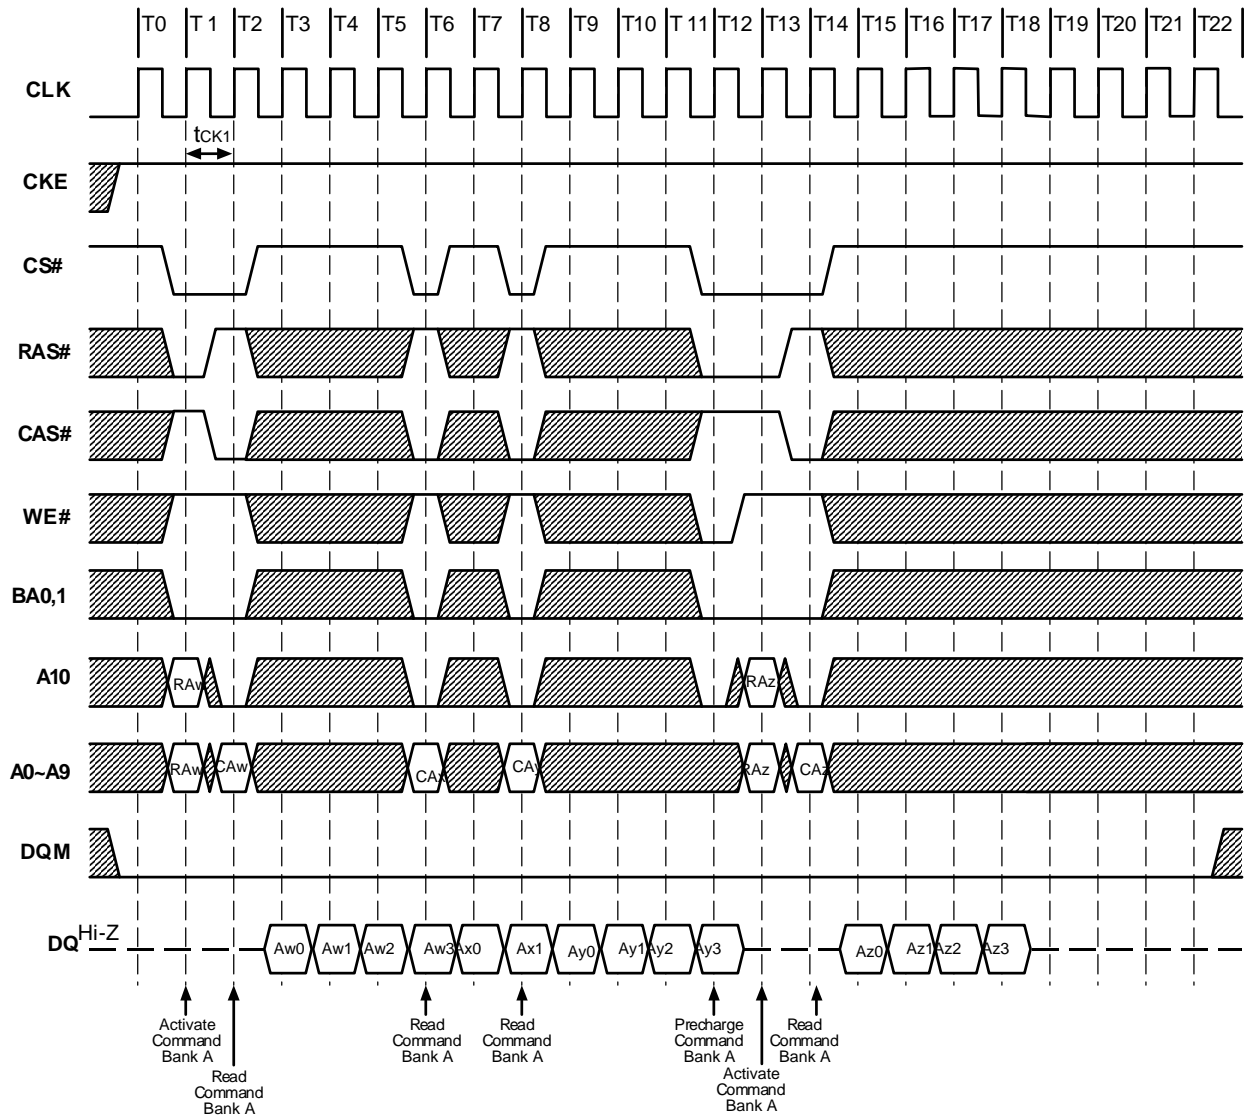 T0 T 1 T2 T3 T4 T5 T6 T7 T8 T9 T10 T 11 T12 T13 T14 T15 T16 T17 T18 T19 T20 T21 T22
CLK
tCK1
CKE
CS#
RAS#
CAS#
WE#
BA0,1
A10
RAw RAz
A0~A9
RAw CAw CAx CAy RAz CAz
DQM
DQ Hi-Z
Aw0 Aw1 Aw2 Aw3 Ax0 Ax1 Ay0 Ay1 Ay2 Ay3 Az0 Az1 Az2 Az3
Activate
Command
Bank A
Read
Command
Bank A
Read
Command
Bank A
Read
Command
Bank A
Precharge
Command
Bank A
Activate
Command
Bank A
Read
Command
Bank A